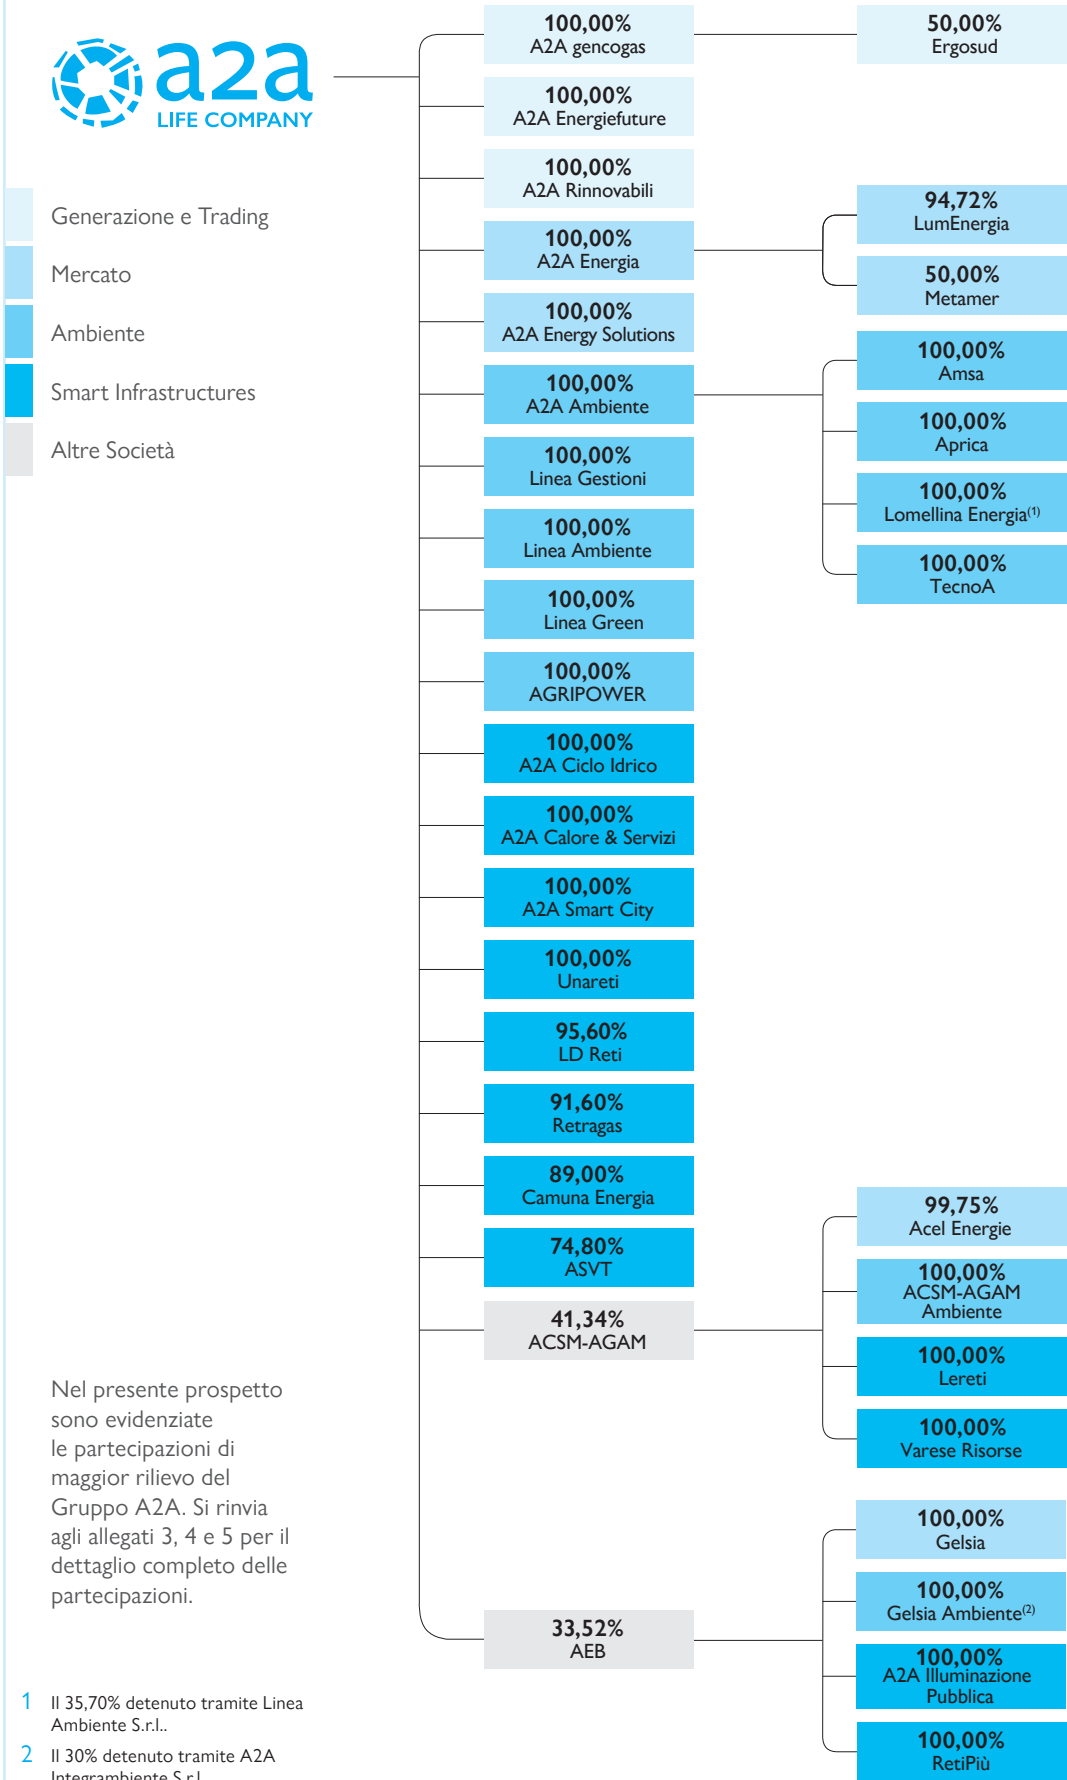 a2a
LIFE COMPANY
Generazione e Trading
Mercato
Ambiente
Smart Infrastructures
Altre Società
100,00%
A2A gencogas
50,00%
Ergosud
100,00%
A2A Energiefuture
100,00%
A2A Rinnovabili
100,00%
A2A Energia
94,72%
LumEnergia
50,00%
Metamer
100,00%
A2A Energy Solutions
100,00%
A2A Ambiente
100,00%
Amsa
100,00%
Aprica
100,00%
Lomellina Energia(1)
100,00%
TecnoA
100,00%
Linea Gestioni
100,00%
Linea Ambiente
100,00%
Linea Green
100,00%
AGRIPOWER
100,00%
A2A Ciclo Idrico
100,00%
A2A Calore & Servizi
100,00%
A2A Smart City
100,00%
Unareti
95,60%
LD Reti
91,60%
Retragas
89,00%
Camuna Energia
74,80%
ASVT
41,34%
ACSM-AGAM
99,75%
Acel Energie
100,00%
ACSM-AGAM
Ambiente
100,00%
Lereti
100,00%
Varese Risorse
33,52%
AEB
100,00%
Gelsia
100,00%
Gelsia Ambiente(2)
100,00%
A2A Illuminazione
Pubblica
100,00%
RetiPiù
Nel presente prospetto
sono evidenziate
le partecipazioni di
maggior rilievo del
Gruppo A2A. Si rinvia
agli allegati 3, 4 e 5 per il
dettaglio completo delle
partecipazioni.
1 Il 35,70% detenuto tramite Linea
Ambiente S.r.l..
2 Il 30% detenuto tramite A2A
Integrambiente S.r.l.